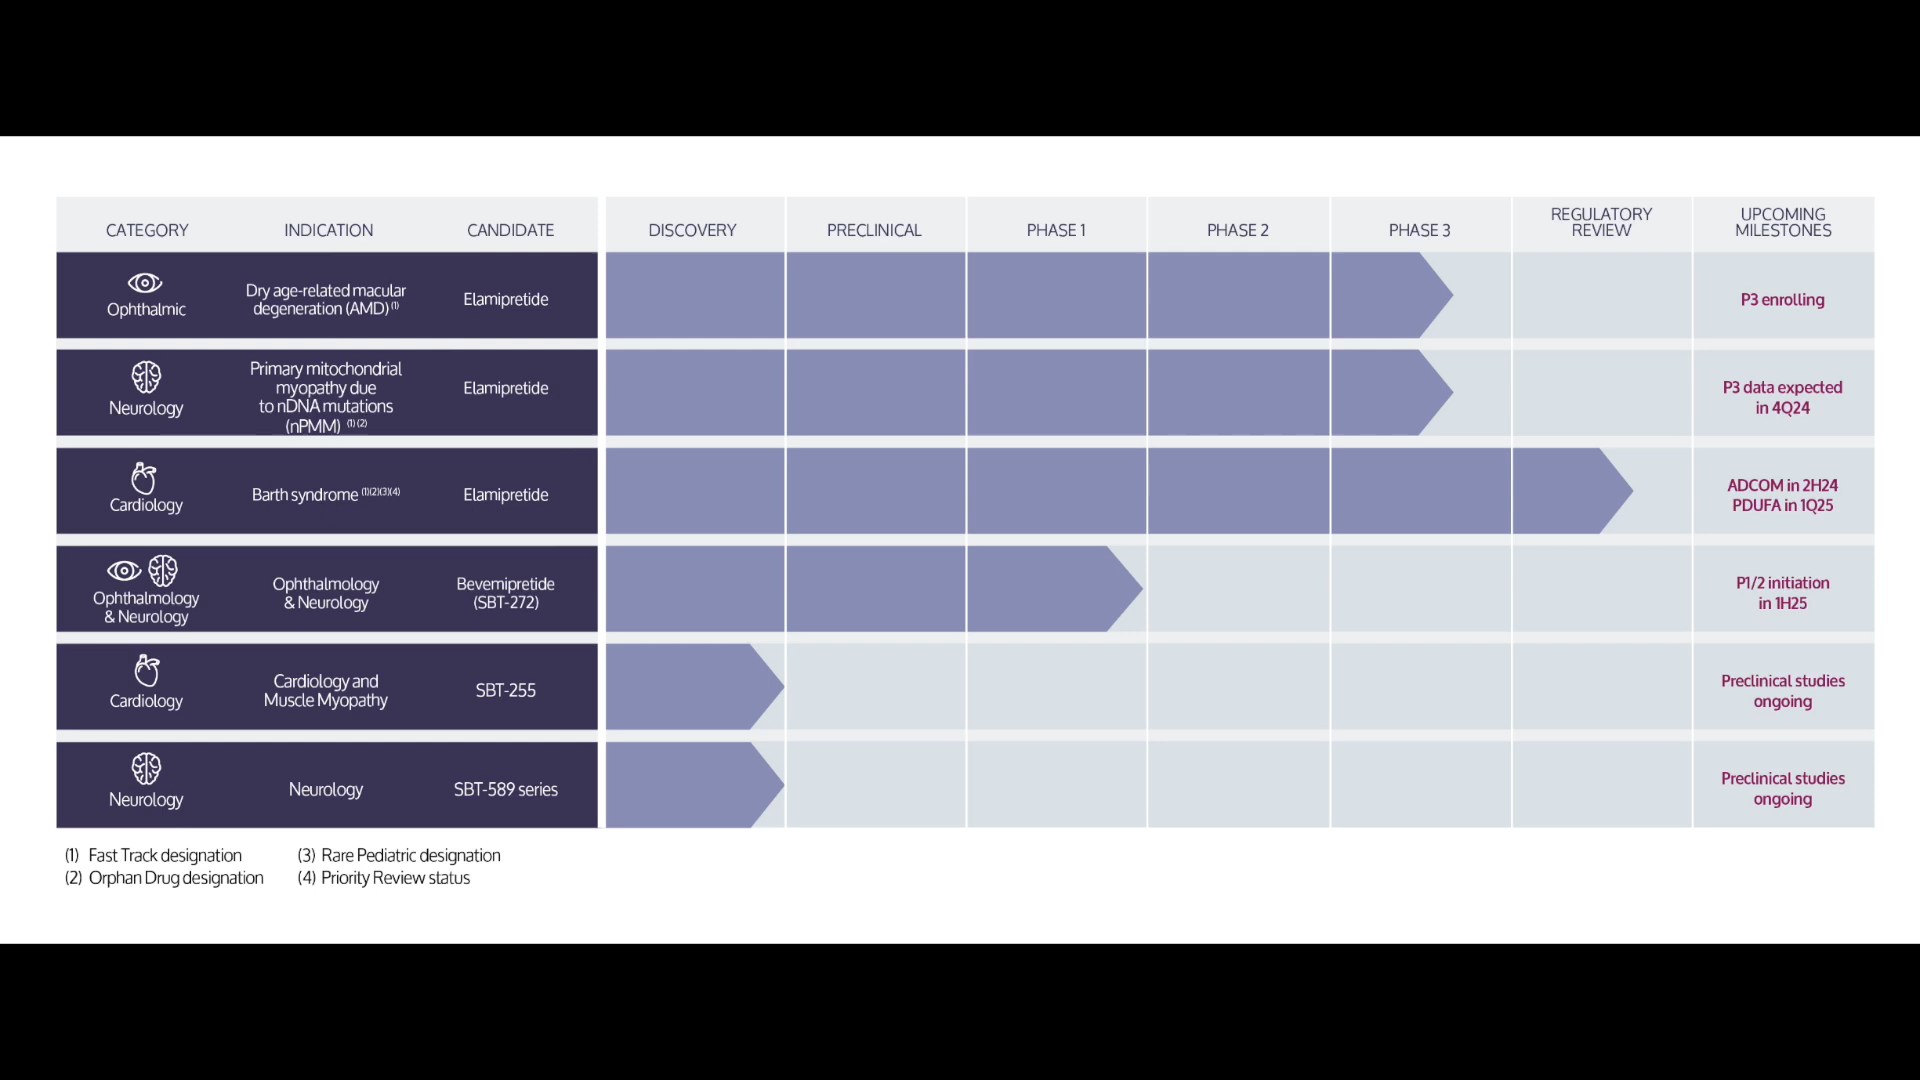 CATEGORY INDICATION CANDIDATE DISCOVERY PRECLINICAL PHASE 1 PHASE 2 PHASE 3 REGULATORY REVIEW UPCOMING MILESTONES
Ophthalmic
Dry age-related macular
degeneration (AMD) (1)
Elamipretide
P3 enrolling
Neurology
Primary mitochondrial
myopathy due
to nDNA mutations
(nPMM) (1) (2)
Elamipretide
P3 data expected
in 4Q24
Cardiology
Barth syndrome (1)(2)(3)(4)
Elamipretide
ADCOM in 2H24
PDUFA in 1Q25
Ophthalmology
& Neurology
Ophthalmology
& Neurology
Bevemipretide
(SBT-272)
P1/2 initiation
in 1H25
Cardiology
Cardiology and
Muscle Myopathy
SBT-255
Preclinical studies
ongoing
Neurology
Neurology
SBT-589 series
Preclinical studies
ongoing
(1) Fast Track designation
(2) Orphan Drug designation
(3) Rare Pediatric designation
(4) Priority Review status